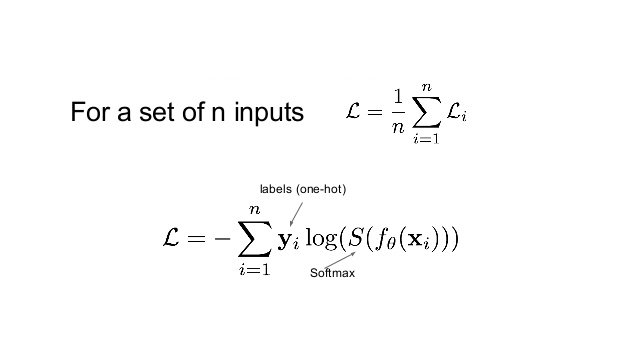 For a set of n inputs $\mathcal{L} = \frac{1}{n} \sum_{i=1}^{n} \mathcal{L}_i$
labels (one-hot)
$\mathcal{L} = -\sum_{i=1}^{n} \mathbf{y}_i \log(S(f_\theta(\mathbf{x}_i)))$
Softmax